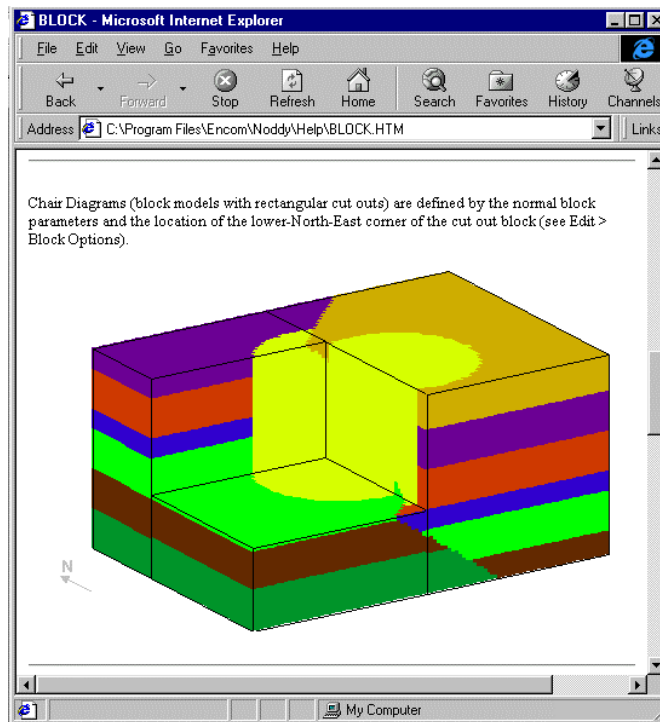 BLOCK - Microsoft Internet Explorer
File Edit View Go Favorites Help
Back Forward Stop Refresh Home Search Favorites History Channels
Address C:\Program Files\Encom\Noddy\Help\BLOCK.HTM Links
Chair Diagrams (block models with rectangular cut outs) are defined by the normal block
parameters and the location of the lower-North-East corner of the cut out block (see Edit >
Block Options).
N
My Computer